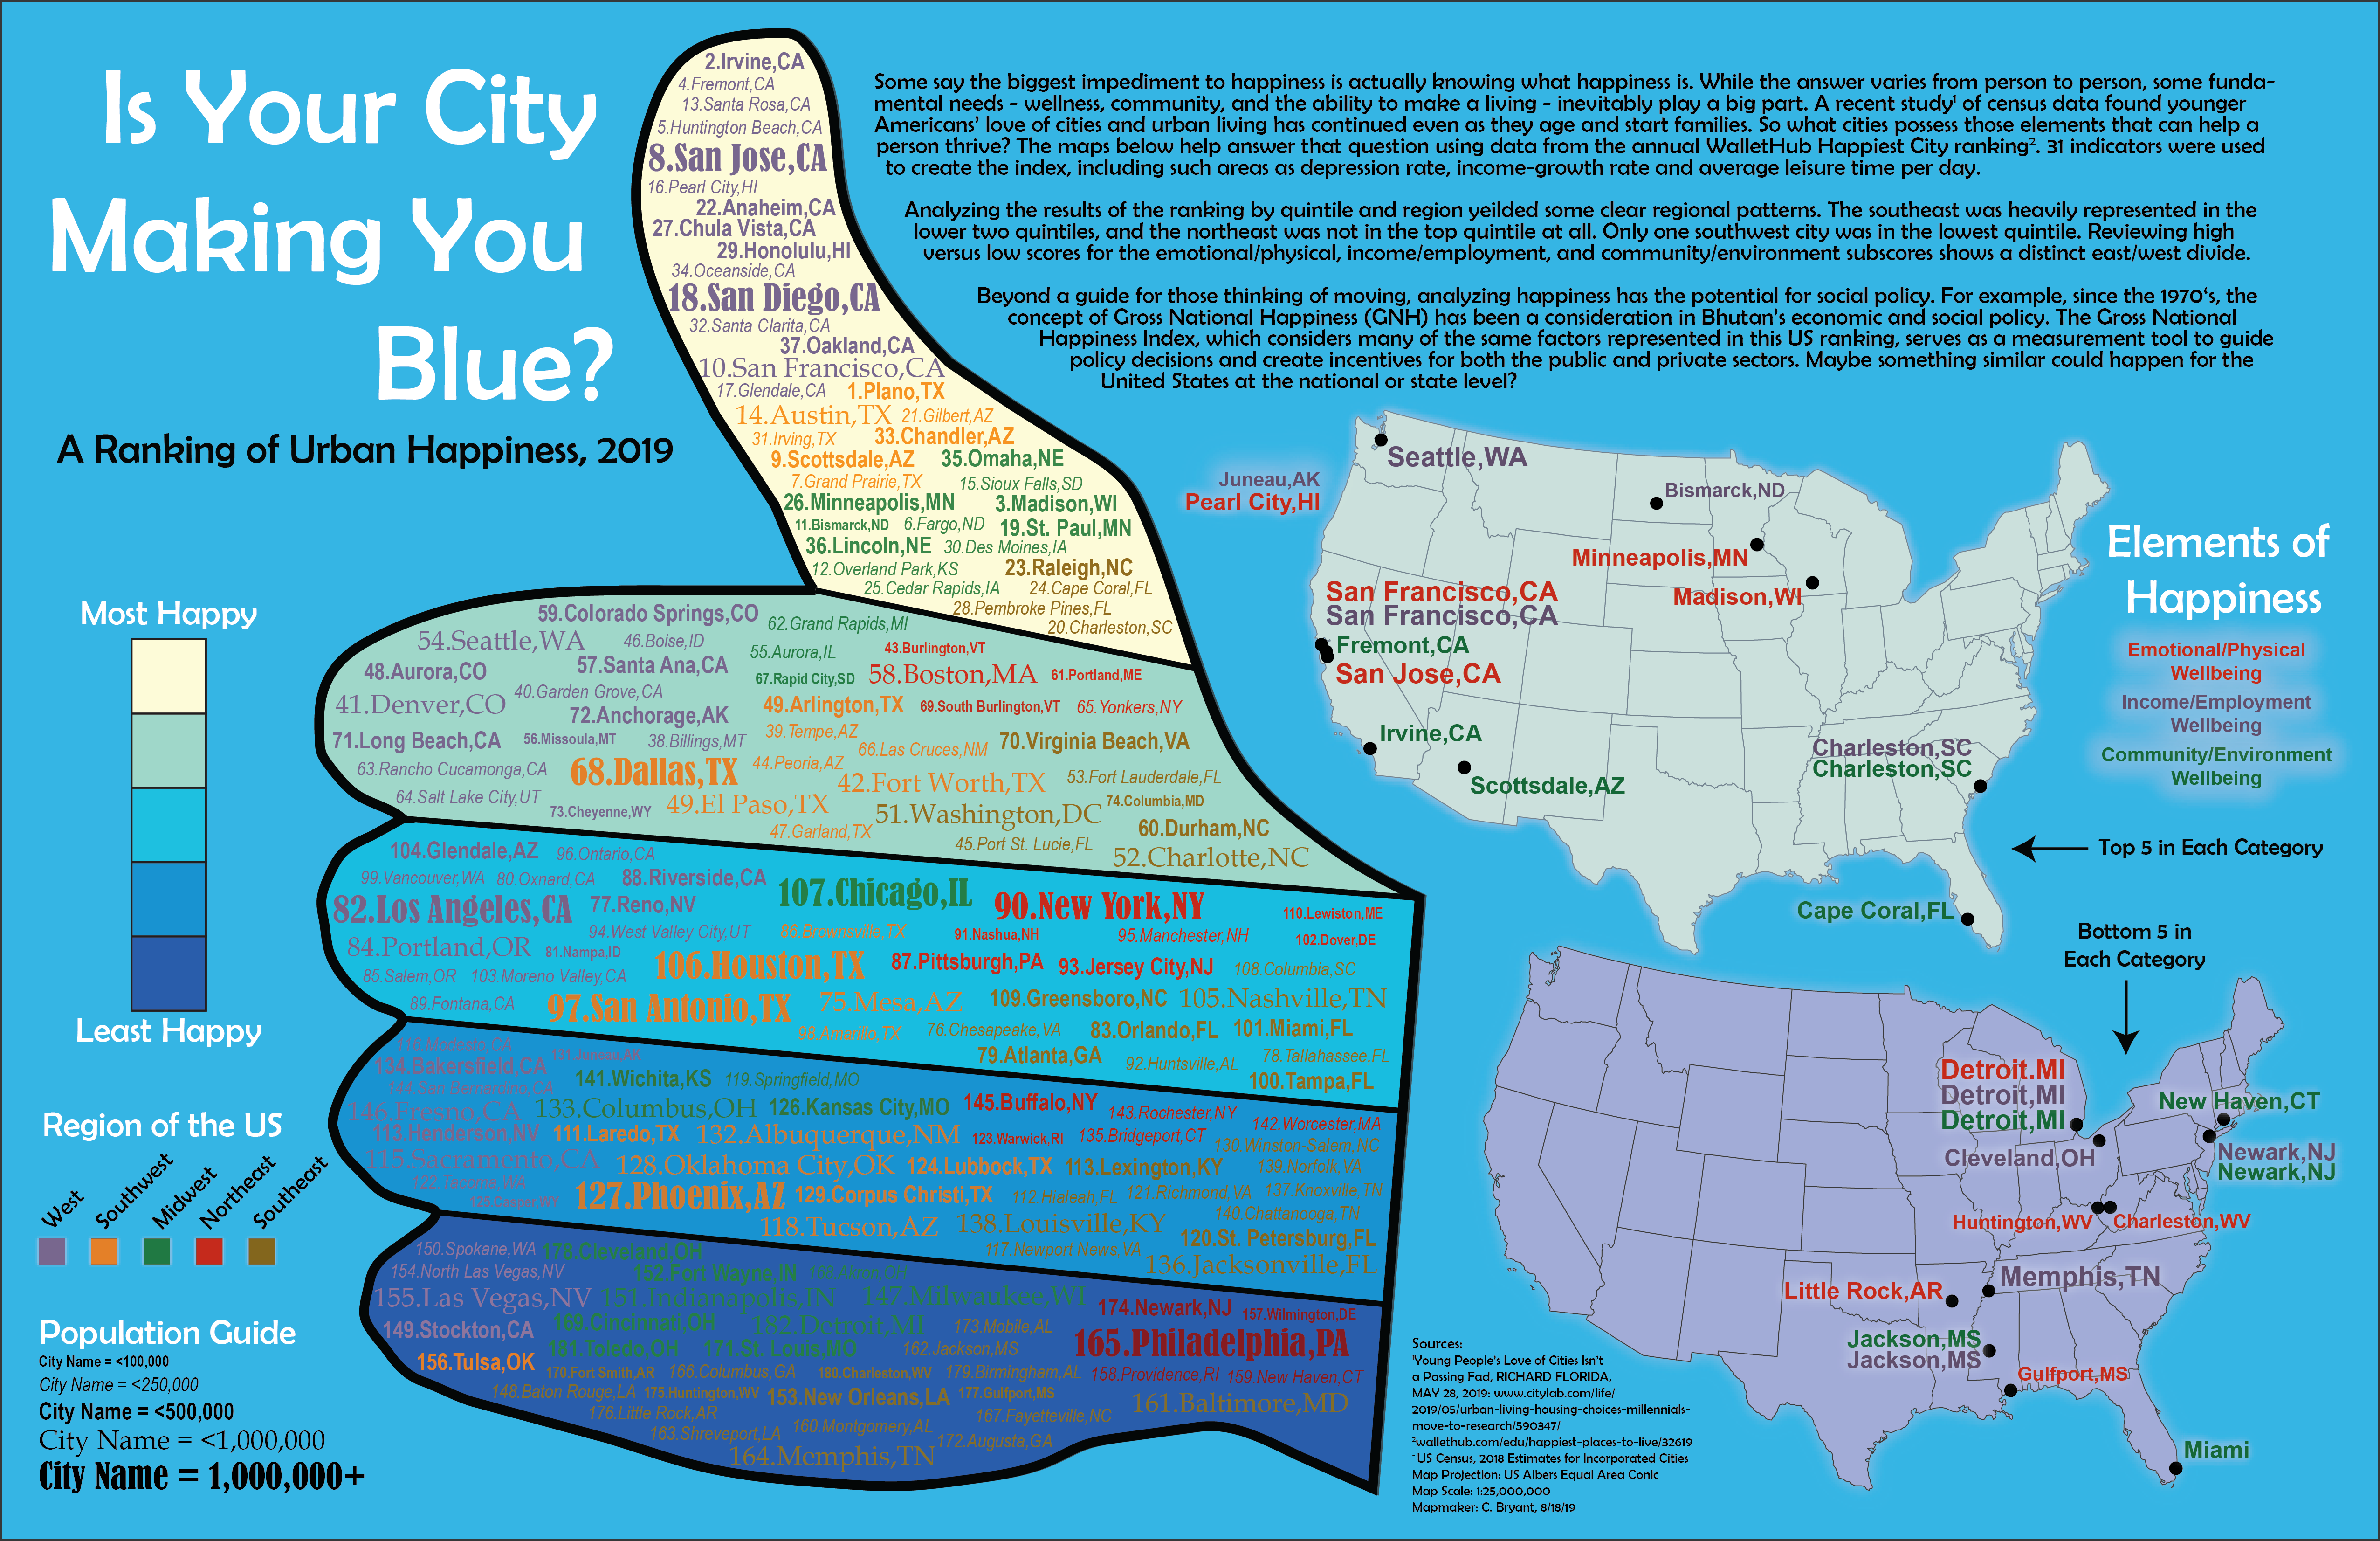 Is Your City
Making You
Blue?
A Ranking of Urban Happiness, 2019
Some say the biggest impediment to happiness is actually knowing what happiness is. While the answer varies from person to person, some funda-
mental needs - wellness, community, and the ability to make a living - inevitably play a big part. A recent study¹ of census data found younger
Americans' love of cities and urban living has continued even as they age and start families. So what cities possess those elements that can help a
person thrive? The maps below help answer that question using data from the annual WalletHub Happiest City ranking². 31 indicators were used
to create the index, including such areas as depression rate, income-growth rate and average leisure time per day.
Analyzing the results of the ranking by quintile and region yeilded some clear regional patterns. The southeast was heavily represented in the
lower two quintiles, and the northeast was not in the top quintile at all. Only one southwest city was in the lowest quintile. Reviewing high
versus low scores for the emotional/physical, income/employment, and community/environment subscores shows a distinct east/west divide.
Beyond a guide for those thinking of moving, analyzing happiness has the potential for social policy. For example, since the 1970's, the
concept of Gross National Happiness (GNH) has been a consideration in Bhutan's economic and social policy. The Gross National
Happiness Index, which considers many of the same factors represented in this US ranking, serves as a measurement tool to guide
policy decisions and create incentives for both the public and private sectors. Maybe something similar could happen for the
United States at the national or state level?
2.Irvine,CA
4.Fremont,CA
13.Santa Rosa,CA
5.Huntington Beach,CA
8.San Jose,CA
16.Pearl City,HI
22.Anaheim,CA
27.Chula Vista,CA
29.Honolulu,HI
34.Oceanside,CA
18.San Diego,CA
32.Santa Clarita,CA
37.Oakland,CA
10.San Francisco,CA
17.Glendale,CA 1.Plano,TX
14.Austin,TX 21.Gilbert,AZ
31.Irving,TX 33.Chandler,AZ
9.Scottsdale,AZ 35.Omaha,NE
7.Grand Prairie,TX 15.Sioux Falls,SD
26.Minneapolis,MN 3.Madison,WI
11.Bismarck,ND 6.Fargo,ND 19.St. Paul,MN
36.Lincoln,NE 30.Des Moines,IA
12.Overland Park,KS 23.Raleigh,NC
25.Cedar Rapids,IA 24.Cape Coral,FL
28.Pembroke Pines,FL
20.Charleston,SC
59.Colorado Springs,CO 62.Grand Rapids,MI
54.Seattle,WA 46.Boise,ID 55.Aurora,IL 43.Burlington,VT
48.Aurora,CO 57.Santa Ana,CA 67.Rapid City,SD 58.Boston,MA 61.Portland,ME
41.Denver,CO 40.Garden Grove,CA 49.Arlington,TX 69.South Burlington,VT 65.Yonkers,NY
72.Anchorage,AK 39.Tempe,AZ
71.Long Beach,CA 56.Missoula,MT 38.Billings,MT 66.Las Cruces,NM 70.Virginia Beach,VA
63.Rancho Cucamonga,CA 68.Dallas,TX 44.Peoria,AZ 42.Fort Worth,TX 53.Fort Lauderdale,FL
64.Salt Lake City,UT 73.Cheyenne,WY 49.El Paso,TX 51.Washington,DC 74.Columbia,MD
47.Garland,TX 45.Port St. Lucie,FL 60.Durham,NC
52.Charlotte,NC
104.Glendale,AZ 96.Ontario,CA
99.Vancouver,WA 80.Oxnard,CA 88.Riverside,CA 107.Chicago,IL
82.Los Angeles,CA 77.Reno,NV 90.New York,NY 110.Lewiston,ME
94.West Valley City,UT 86.Brownsville,TX 91.Nashua,NH 95.Manchester,NH 102.Dover,DE
84.Portland,OR 81.Nampa,ID
85.Salem,OR 103.Moreno Valley,CA 106.Houston,TX 87.Pittsburgh,PA 93.Jersey City,NJ 108.Columbia,SC
89.Fontana,CA 97.San Antonio,TX 75.Mesa,AZ 109.Greensboro,NC 105.Nashville,TN
98.Amarillo,TX 76.Chesapeake,VA 83.Orlando,FL 101.Miami,FL
79.Atlanta,GA 92.Huntsville,AL 78.Tallahassee,FL
100.Tampa,FL
116.Modesto,CA 131.Juneau,AK
134.Bakersfield,CA 141.Wichita,KS 119.Springfield,MO
144.San Bernardino,CA
146.Fresno,CA 133.Columbus,OH 126.Kansas City,MO 145.Buffalo,NY 143.Rochester,NY 142.Worcester,MA
113.Henderson,NV 111.Laredo,TX 132.Albuquerque,NM 123.Warwick,RI 135.Bridgeport,CT 130.Winston-Salem,NC
115.Sacramento,CA 128.Oklahoma City,OK 124.Lubbock,TX 113.Lexington,KY 139.Norfolk,VA
Tacoma,WA
125.Casper,WY 127.Phoenix,AZ 129.Corpus Christi,TX 112.Hialeah,FL 121.Richmond,VA 137.Knoxville,TN
118.Tucson,AZ 138.Louisville,KY 140.Chattanooga,TN
117.Newport News,VA 120.St. Petersburg,FL
136.Jacksonville,FL
150.Spokane,WA 178.Cleveland,OH
154.North Las Vegas,NV 152.Fort Wayne,IN 168.Akron,OH
155.Las Vegas,NV 151.Indianapolis,IN 147.Milwaukee,WI 174.Newark,NJ 157.Wilmington,DE
149.Stockton,CA 169.Cincinnati,OH 182.Detroit,MI 173.Mobile,AL
156.Tulsa,OK 181.Toledo,OH 171.St. Louis,MO 162.Jackson,MS 165.Philadelphia,PA
170.Fort Smith,AR 166.Columbus,GA 180.Charleston,WV 179.Birmingham,AL 158.Providence,RI 159.New Haven,CT
148.Baton Rouge,LA 175.Huntington,WV 153.New Orleans,LA 177.Gulfport,MS 161.Baltimore,MD
176.Little Rock,AR 160.Montgomery,AL 167.Fayetteville,NC
163.Shreveport,LA 172.Augusta,GA
164.Memphis,TN
Most Happy
Least Happy
Region of the US
West
Southwest
Midwest
Northeast
Southeast
Population Guide
City Name = <100,000
City Name = <250,000
City Name = <500,000
City Name = <1,000,000
City Name = 1,000,000+
Seattle,WA
Juneau,AK
Pearl City,HI
Bismarck,ND
Minneapolis,MN
San Francisco,CA
San Francisco,CA
Madison,WI
Fremont,CA
San Jose,CA
Irvine,CA
Scottsdale,AZ
Charleston,SC
Charleston,SC
Cape Coral,FL
Elements of
Happiness
Emotional/Physical
Wellbeing
Income/Employment
Wellbeing
Community/Environment
Wellbeing
Top 5 in Each Category
Bottom 5 in
Each Category
Detroit.MI
Detroit,MI
Detroit,MI
New Haven,CT
Cleveland,OH
Newark,NJ
Newark,NJ
Huntington,WV
Charleston,WV
Memphis,TN
Little Rock,AR
Jackson,MS
Jackson,MS
Gulfport,MS
Miami
Sources:
¹Young People's Love of Cities Isn't
a Passing Fad, RICHARD FLORIDA,
MAY 28, 2019: www.citylab.com/life/
2019/05/urban-living-housing-choices-millennials-
move-to-research/590347/
²wallethub.com/edu/happiest-places-to-live/32619
- US Census, 2018 Estimates for Incorporated Cities
Map Projection: US Albers Equal Area Conic
Map Scale: 1:25,000,000
Mapmaker: C. Bryant, 8/18/19